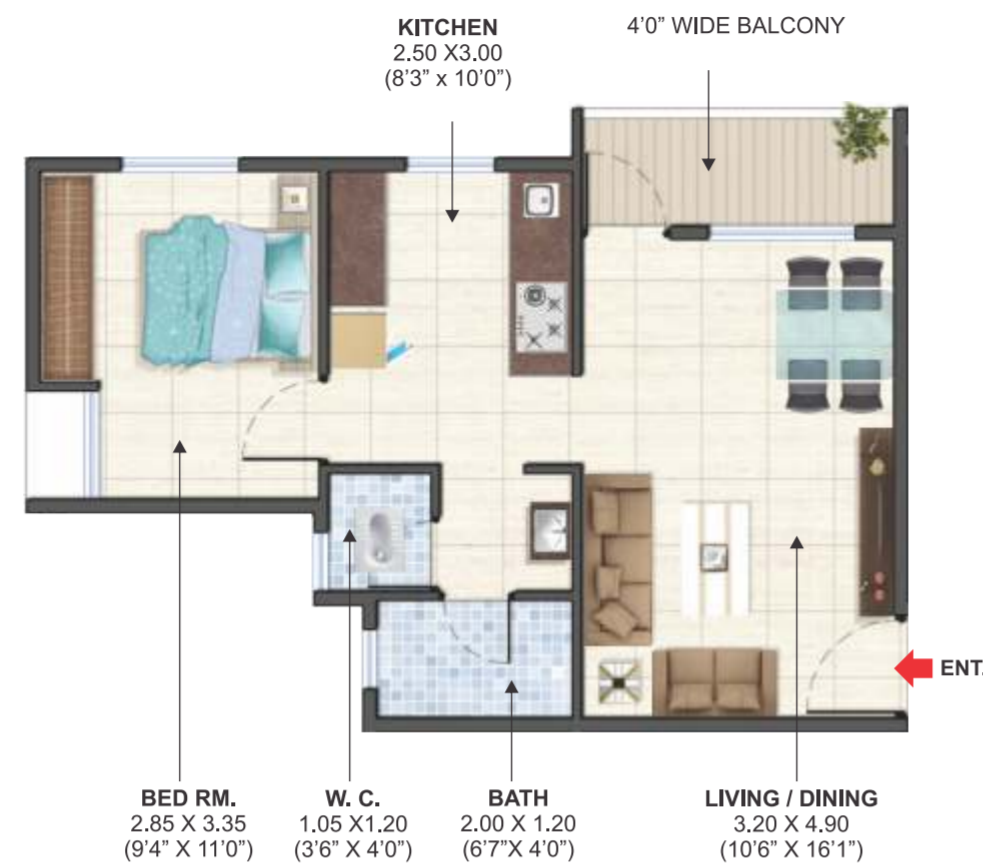 KITCHEN
2.50 X3.00
(8’3” x 10’0”)
4’0” WIDE BALCONY
ENT.
BED RM.
2.85 X 3.35
(9’4” X 11’0”)
W. C.
1.05 X1.20
(3’6” X 4’0”)
BATH
2.00 X 1.20
(6’7”X 4’0”)
LIVING / DINING
3.20 X 4.90
(10’6” X 16’1”)